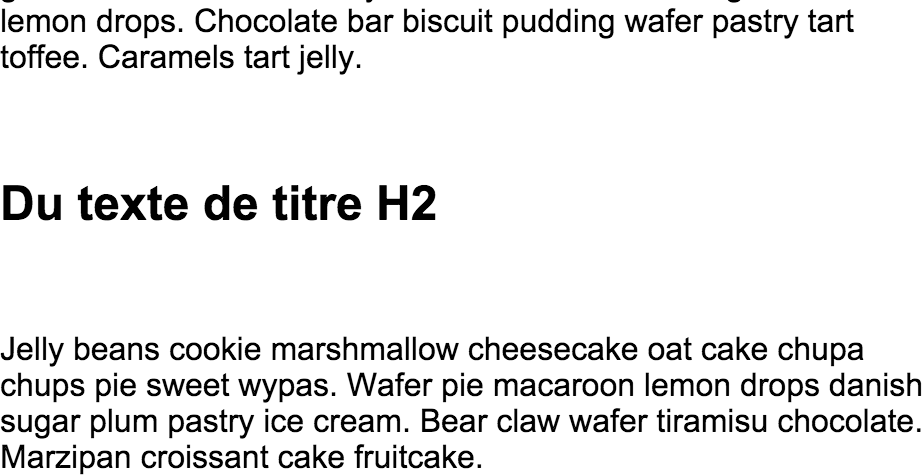 lemon drops. Chocolate bar biscuit pudding wafer pastry tart
toffee. Caramels tart jelly.
Du texte de titre H2
Jelly beans cookie marshmallow cheesecake oat cake chupa
chups pie sweet wypas. Wafer pie macaroon lemon drops danish
sugar plum pastry ice cream. Bear claw wafer tiramisu chocolate.
Marzipan croissant cake fruitcake.